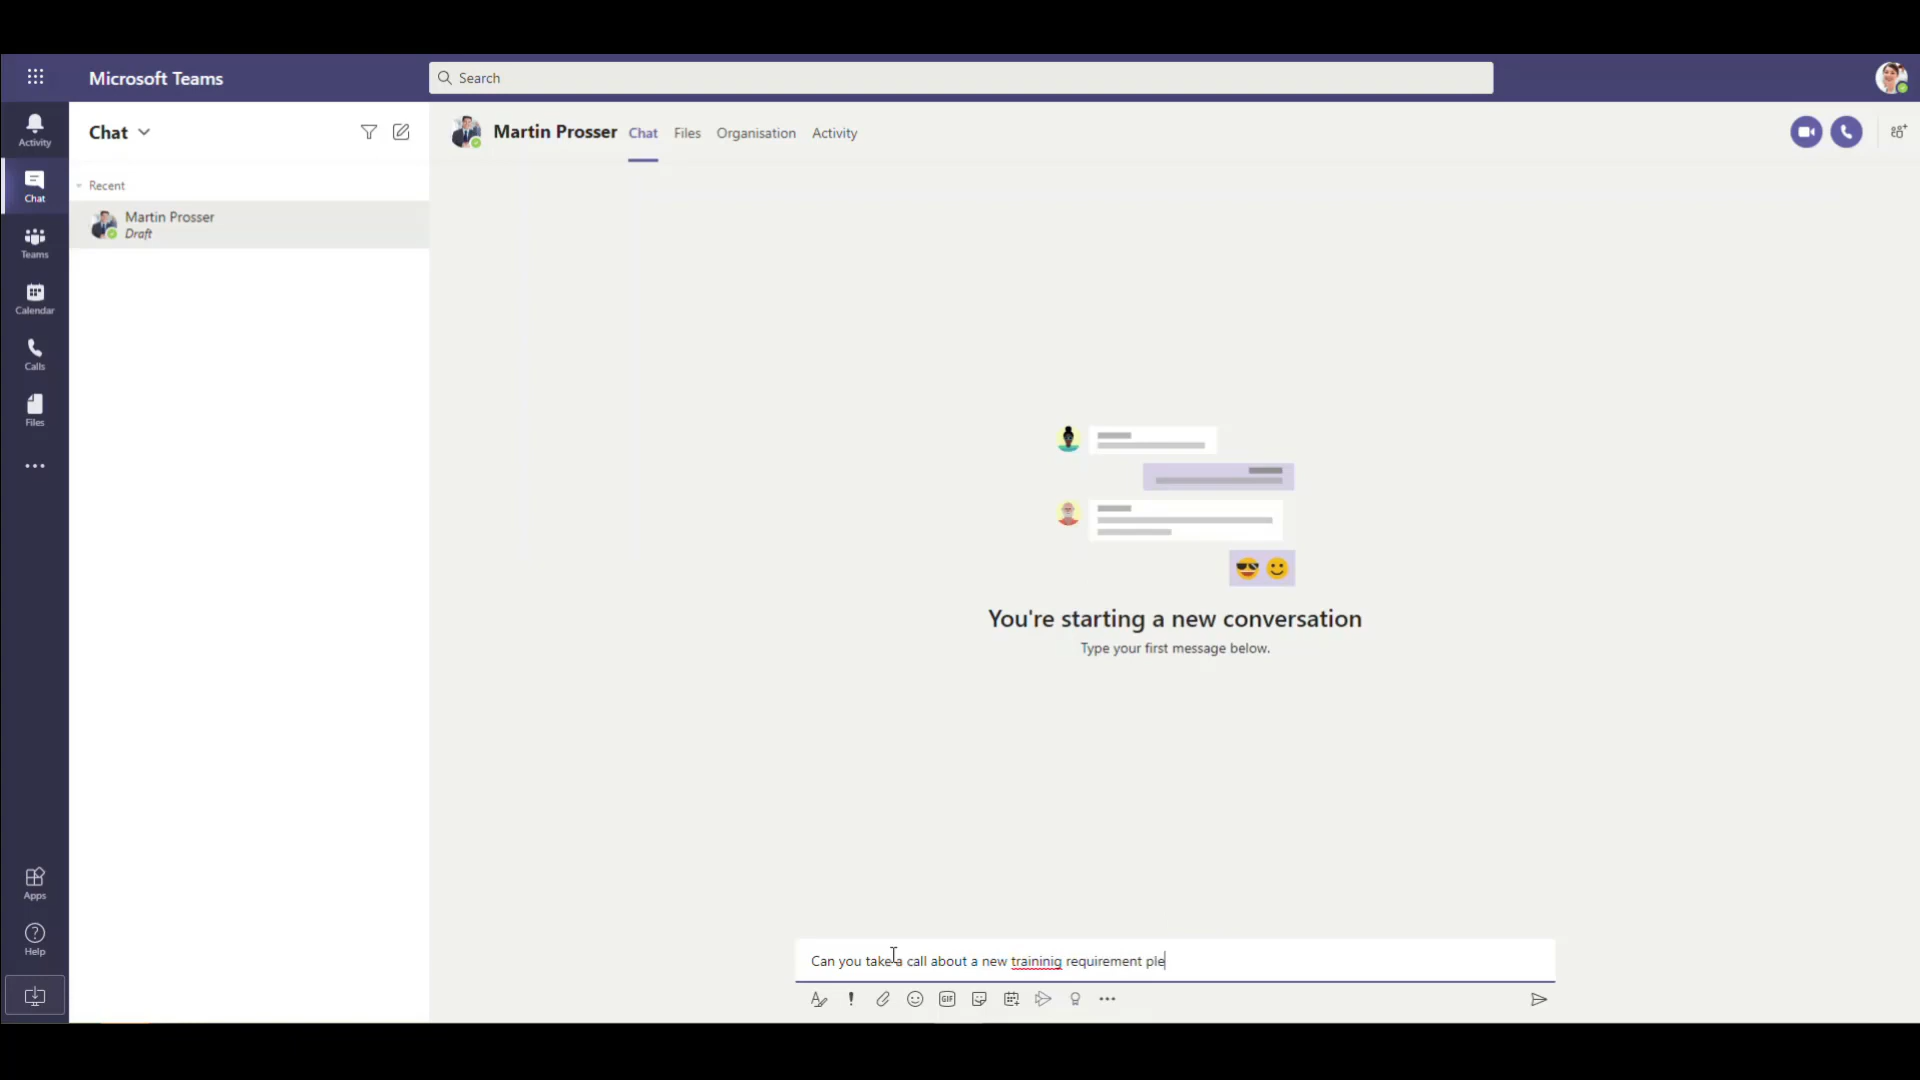 Microsoft Teams
Search
Activity
Chat
Teams
Calendar
Calls
Files
Apps
Help
Chat
Recent
Martin Prosser
Draft
Martin Prosser
Chat
Files
Organisation
Activity
You're starting a new conversation
Type your first message below.
Can you take a call about a new traininig requirement ple
GIF